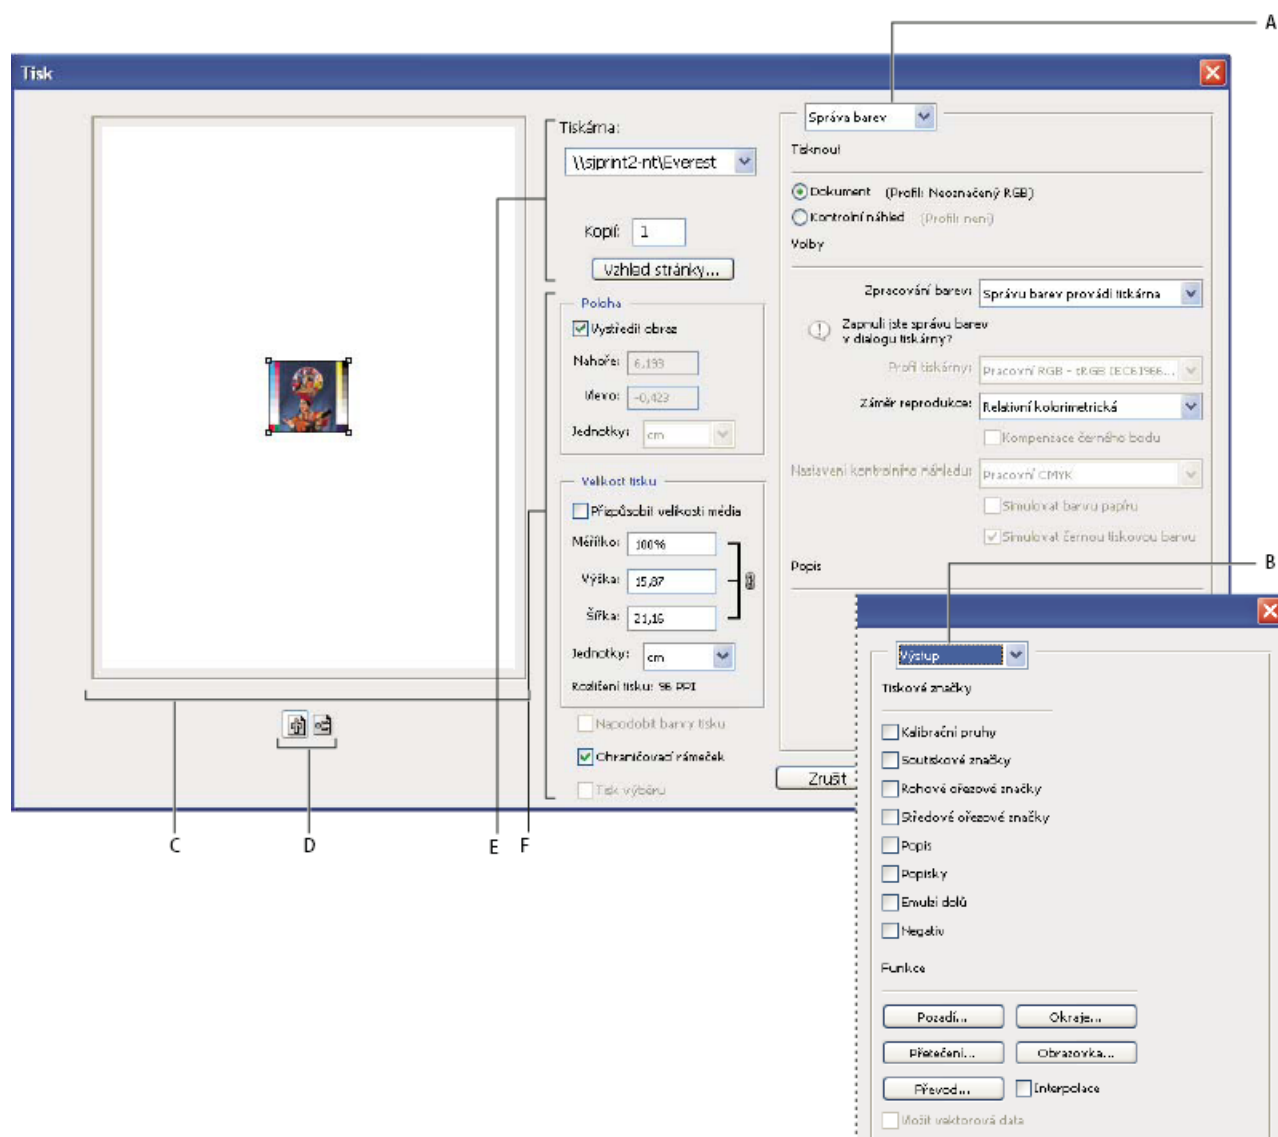 A
Tisk
Tiskárna:
\\sjprint2-nt\Everest
Kopií: 1
Vzhled stránky...
Poloha
Vystředit obraz
Nahoře: 6,193
Vlevo: -0,423
Jednotky: cm
Velikost tisku
Přizpůsobit velikosti média
Měřítko: 100%
Výška: 15,87
Šířka: 21,16
Jednotky: cm
Rozlišení tisku: 96 PPI
Napodobit barvy tisku
Ohraničovací rámeček
Tisk výběru
Správa barev
Tisknout
Dokument (Profil: Neoznačený RGB)
Kontrolní náhled (Profil: není)
Volby
Zpracování barev: Správu barev provádí tiskárna
Zapnuli jste správu barev
v dialogu tiskárny?
Profil tiskárny: Pracovní RGB - sRGB IEC61966...
Záměr reprodukce: Relativní kolorimetrická
Kompenzace černého bodu
Nastavení kontrolního náhledu: Pracovní CMYK
Simulovat barvu papíru
Simulovat černou tiskovou barvu
Popis
Zrušit
B
Výstup
Tiskové značky
Kalibrační pruhy
Soutiskové značky
Rohové ořezové značky
Středové ořezové značky
Popis
Popisky
Emulzí dolů
Negativ
Funkce
Pozadí... Okraje...
Přetečení... Obrazovka...
Převod... Interpolace
Vložit vektorová data
C D E F